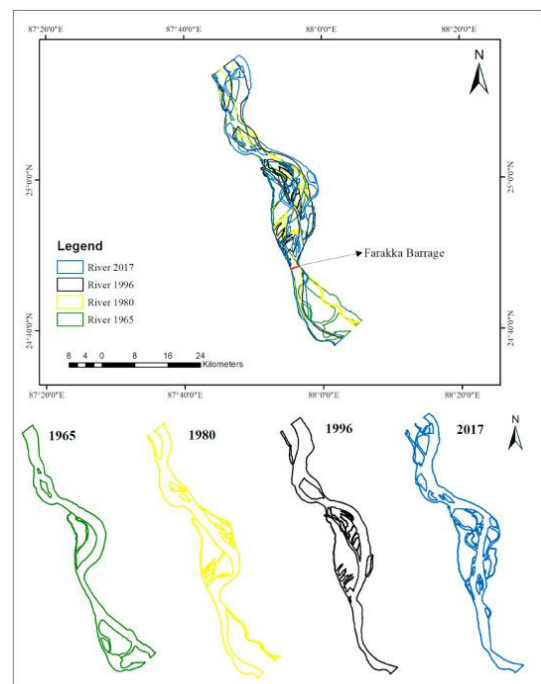 87°20'0"E 87°40'0"E 88°0'0"E 88°20'0"E
N
25°0'0"N 25°0'0"N
Legend
River 2017
River 1996
River 1980
River 1965
Farakka Barrage
24°40'0"N 24°40'0"N
8 4 0 8 16 24
Kilometers
87°20'0"E 87°40'0"E 88°0'0"E 88°20'0"E
1965 1980 1996 2017 N